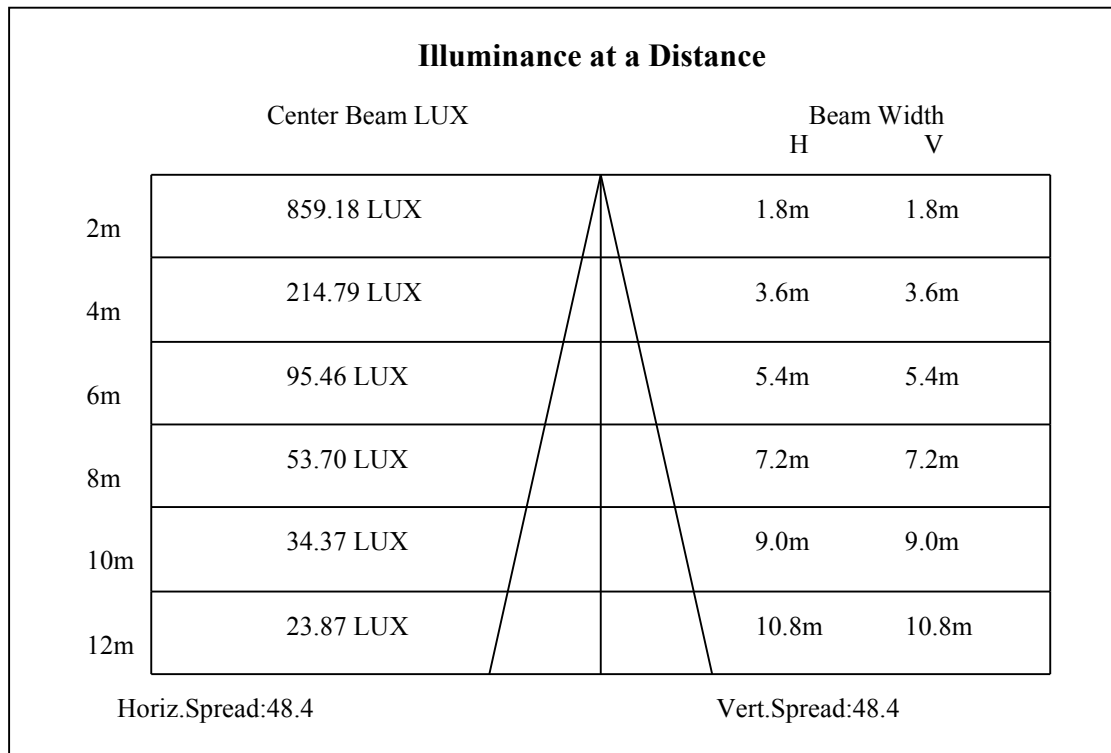 Illuminance at a Distance
Center Beam LUX Beam Width
H V
2m 859.18 LUX 1.8m 1.8m
4m 214.79 LUX 3.6m 3.6m
6m 95.46 LUX 5.4m 5.4m
8m 53.70 LUX 7.2m 7.2m
10m 34.37 LUX 9.0m 9.0m
12m 23.87 LUX 10.8m 10.8m
Horiz.Spread:48.4 Vert.Spread:48.4